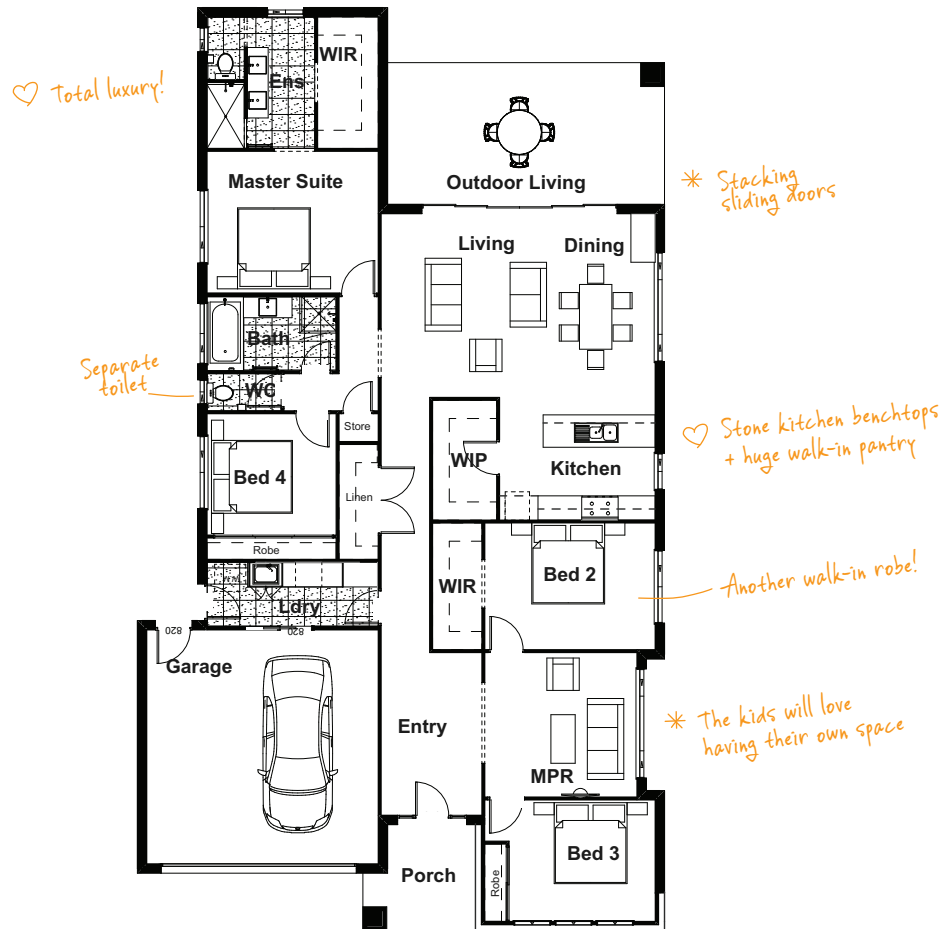 WIR
Ens
♡ Total luxury!
Master Suite
Outdoor Living
* Stacking
sliding doors
Living
Dining
Bath
Separate
toilet
WC
Store
♡ Stone kitchen benchtops
+ huge walk-in pantry
WIP
Kitchen
Bed 4
Linen
Robe
WIR
Bed 2
Another walk-in robe!
Ldry
820
820
Garage
Entry
MPR
* The kids will love
having their own space
Bed 3
Porch
Robe